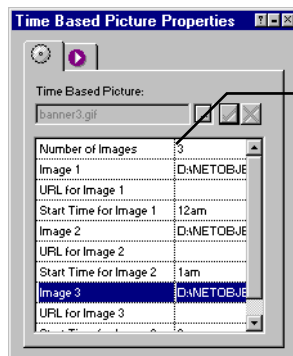 Time Based Picture Properties
Time Based Picture:
banner3.gif
Number of Images 3
Image 1 D:\NETOBJE
URL for Image 1
Start Time for Image 1 12am
Image 2 D:\NETOBJE
URL for Image 2
Start Time for Image 2 1am
Image 3 D:\NETOBJE
URL for Image 3